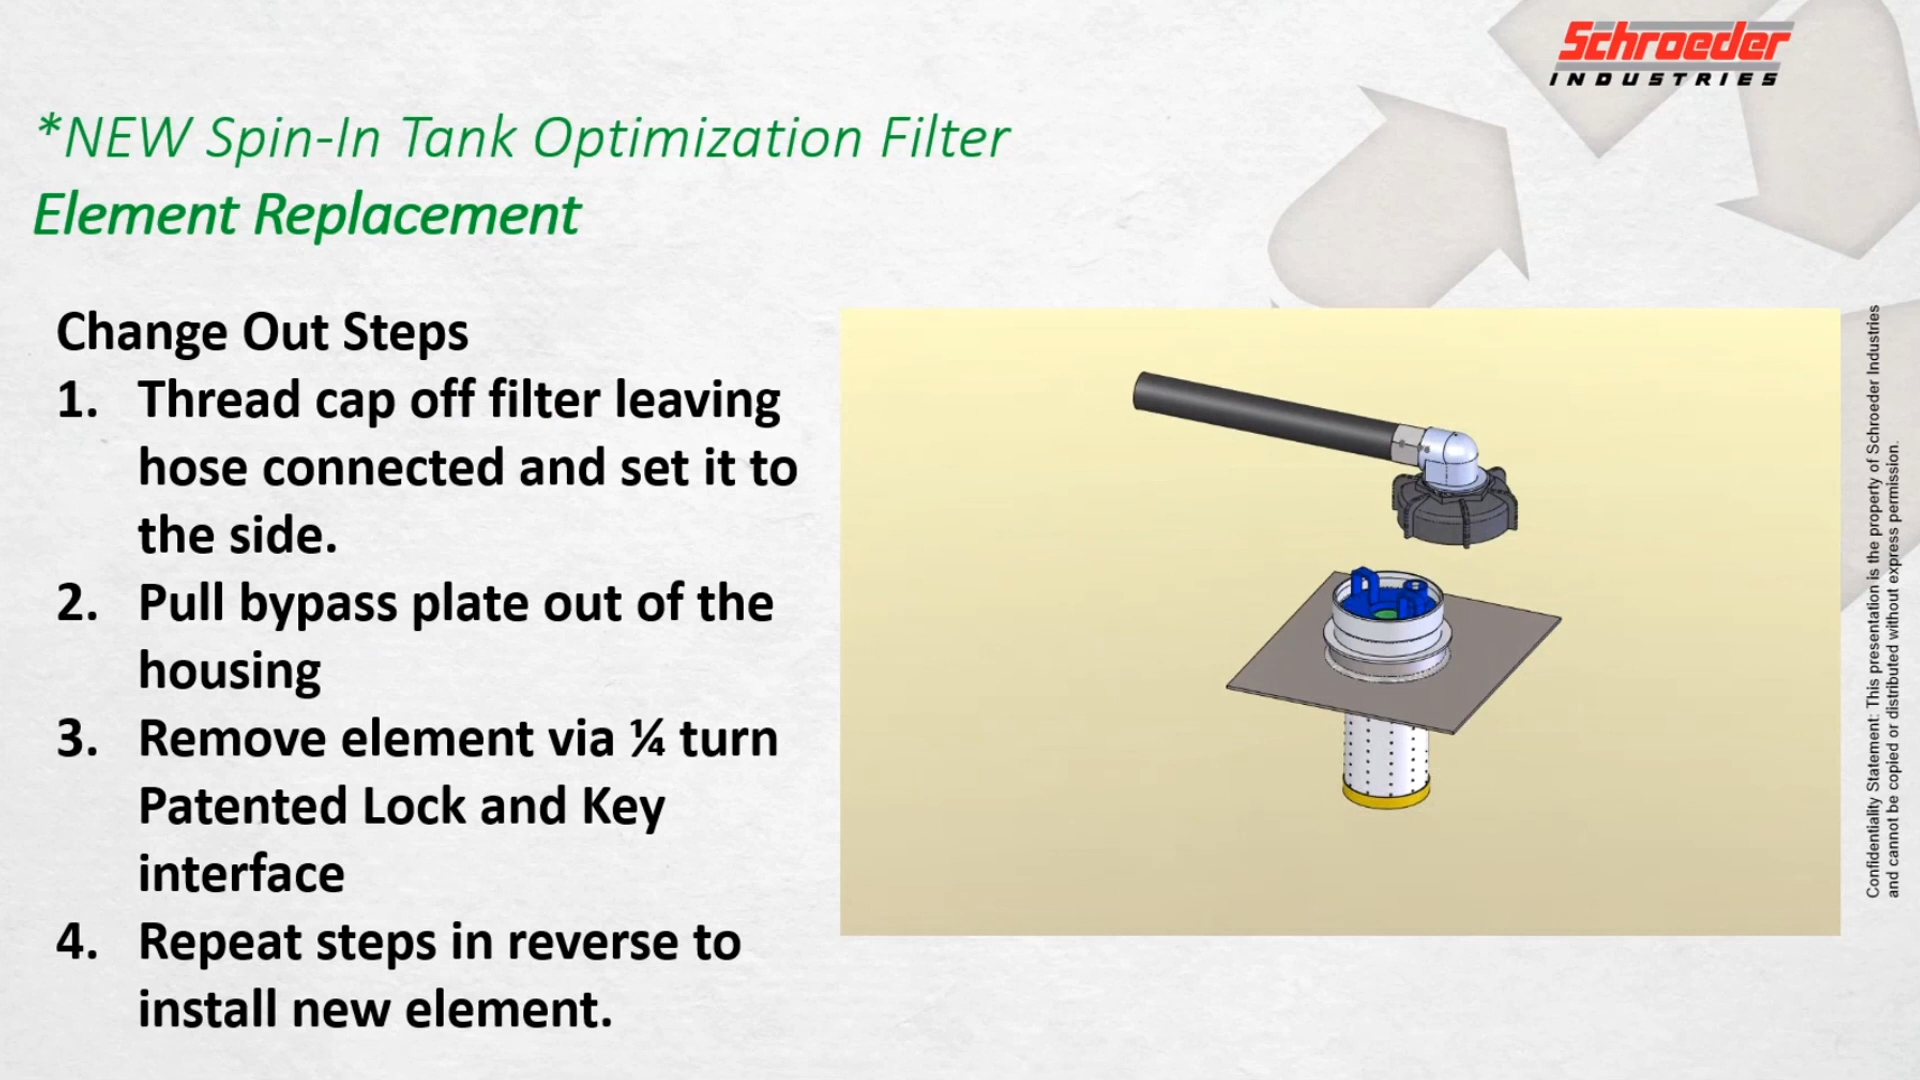 Schroeder
INDUSTRIES
*NEW Spin-In Tank Optimization Filter
Element Replacement
Change Out Steps
1. Thread cap off filter leaving
hose connected and set it to
the side.
2. Pull bypass plate out of the
housing
3. Remove element via ¼ turn
Patented Lock and Key
interface
4. Repeat steps in reverse to
install new element.
Confidentiality Statement: This presentation is the property of Schroeder Industries
and cannot be copied or distributed without express permission.